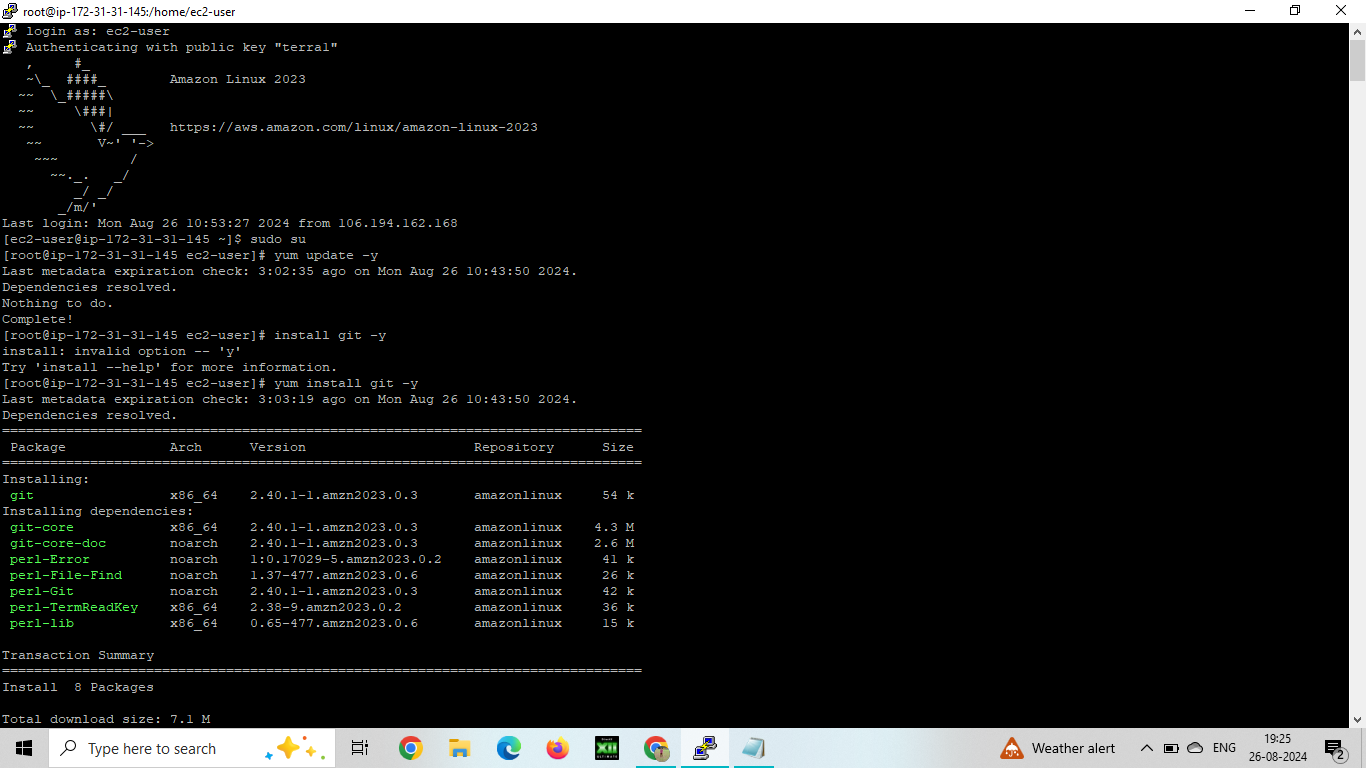 root@ip-172-31-31-145:/home/ec2-user
login as: ec2-user
Authenticating with public key "terra1"
   ,     #_
   ~\_  ####_        Amazon Linux 2023
  ~~  \_#####\
  ~~     \###|
  ~~       \#/ ___   https://aws.amazon.com/linux/amazon-linux-2023
   ~~       V~' '->
    ~~~         /
      ~~._.   _/
         _/ _/
       _/m/'
Last login: Mon Aug 26 10:53:27 2024 from 106.194.162.168
[ec2-user@ip-172-31-31-145 ~]$ sudo su
[root@ip-172-31-31-145 ec2-user]# yum update -y
Last metadata expiration check: 3:02:35 ago on Mon Aug 26 10:43:50 2024.
Dependencies resolved.
Nothing to do.
Complete!
[root@ip-172-31-31-145 ec2-user]# install git -y
install: invalid option -- 'y'
Try 'install --help' for more information.
[root@ip-172-31-31-145 ec2-user]# yum install git -y
Last metadata expiration check: 3:03:19 ago on Mon Aug 26 10:43:50 2024.
Dependencies resolved.
================================================================================
 Package             Arch      Version                     Repository      Size
================================================================================
Installing:
 git                 x86_64    2.40.1-1.amzn2023.0.3       amazonlinux     54 k
Installing dependencies:
 git-core            x86_64    2.40.1-1.amzn2023.0.3       amazonlinux    4.3 M
 git-core-doc        noarch    2.40.1-1.amzn2023.0.3       amazonlinux    2.6 M
 perl-Error          noarch    1:0.17029-5.amzn2023.0.2    amazonlinux     41 k
 perl-File-Find      noarch    1.37-477.amzn2023.0.6       amazonlinux     26 k
 perl-Git            noarch    2.40.1-1.amzn2023.0.3       amazonlinux     42 k
 perl-TermReadKey    x86_64    2.38-9.amzn2023.0.2         amazonlinux     36 k
 perl-lib            x86_64    0.65-477.amzn2023.0.6       amazonlinux     15 k
Transaction Summary
================================================================================
Install  8 Packages
Total download size: 7.1 M
Type here to search
XII
Weather alert
ENG
19:25
26-08-2024
2